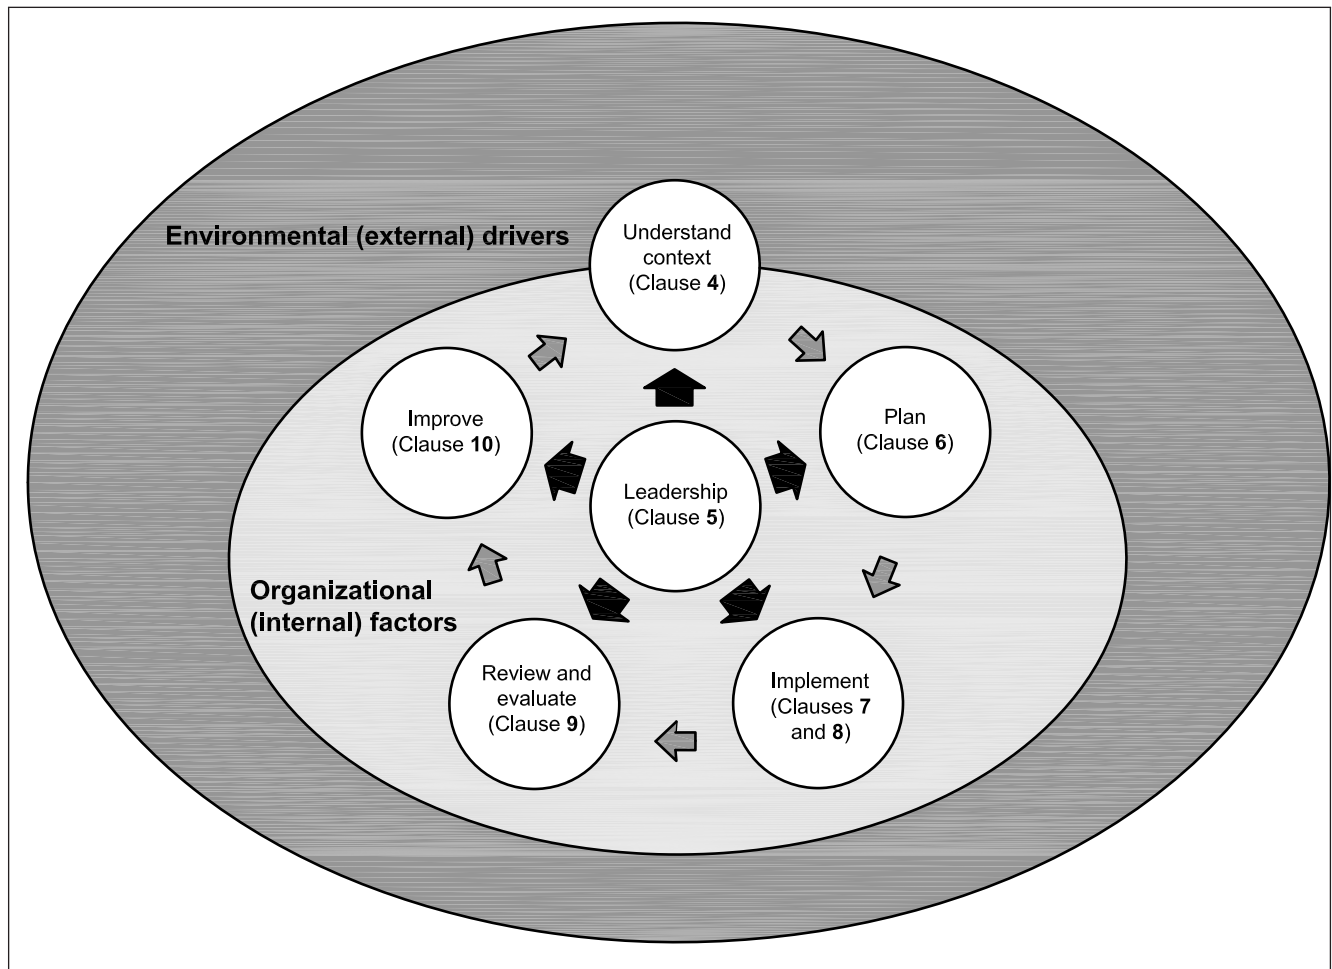 Environmental (external) drivers
Understand
context
(Clause 4)
Improve
(Clause 10)
Plan
(Clause 6)
Leadership
(Clause 5)
Organizational
(internal) factors
Review and
evaluate
(Clause 9)
Implement
(Clauses 7
and 8)